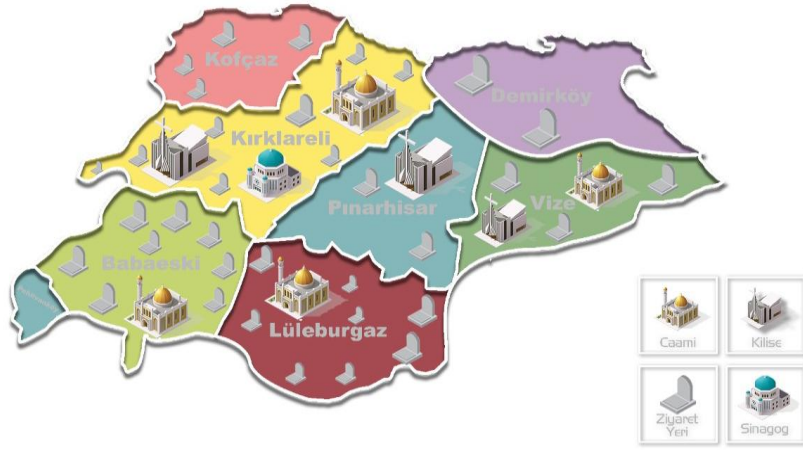 Kofçaz
Demirköy
Kırklareli
Pınarhisar
Vize
Babaeski
Lüleburgaz
Caami
Kilise
Ziyaret
Yeri
Sinagog